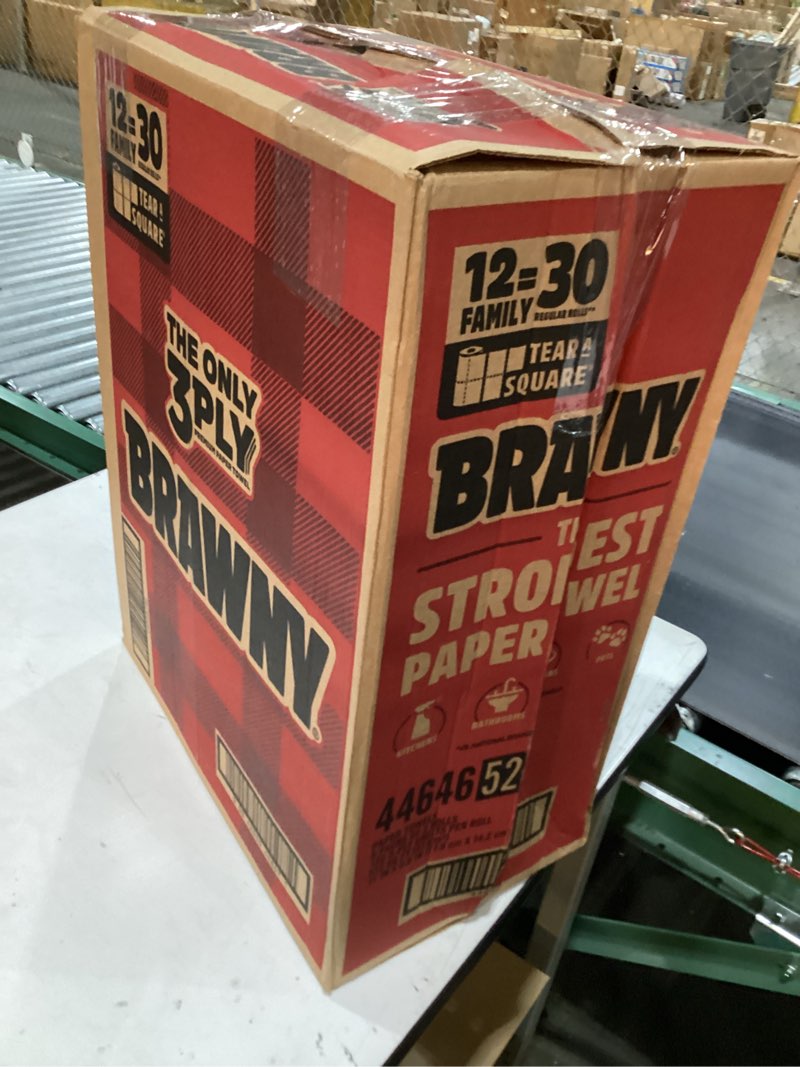 12=30
FAMILY
TEAR A
SQUARE
THE ONLY
3PLY
BRAWNY
12=30
FAMILY REGULAR ROLLS**
TEAR A
SQUARE
BRA WNY
EST
STRO WEL
PAPER
KITCHENS
BATHROOMS
PETS
44646 52